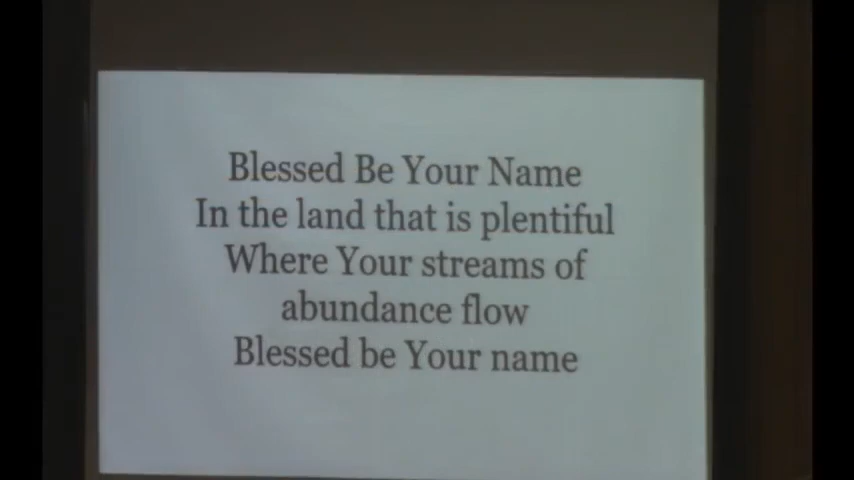 Blessed Be Your Name
In the land that is plentiful
Where Your streams of
abundance flow
Blessed be Your name